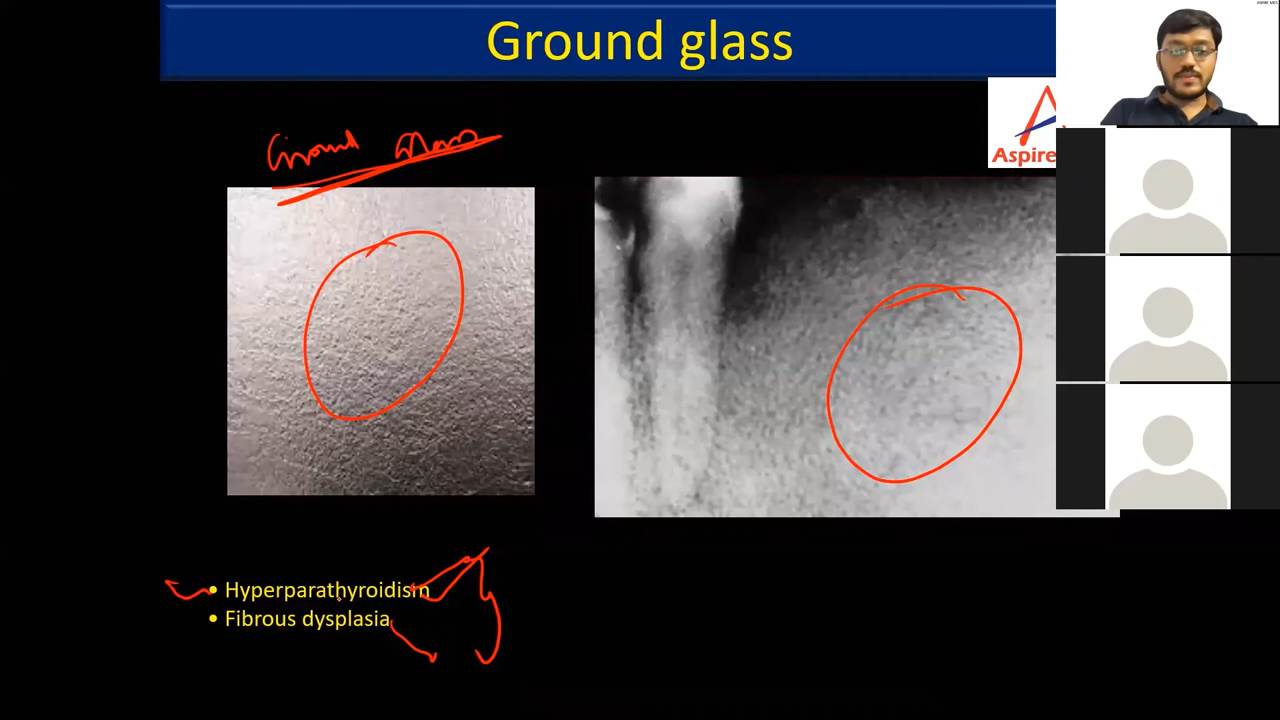 Ground glass
Ground Glass
Aspire
• Hyperparathyroidism
• Fibrous dysplasia